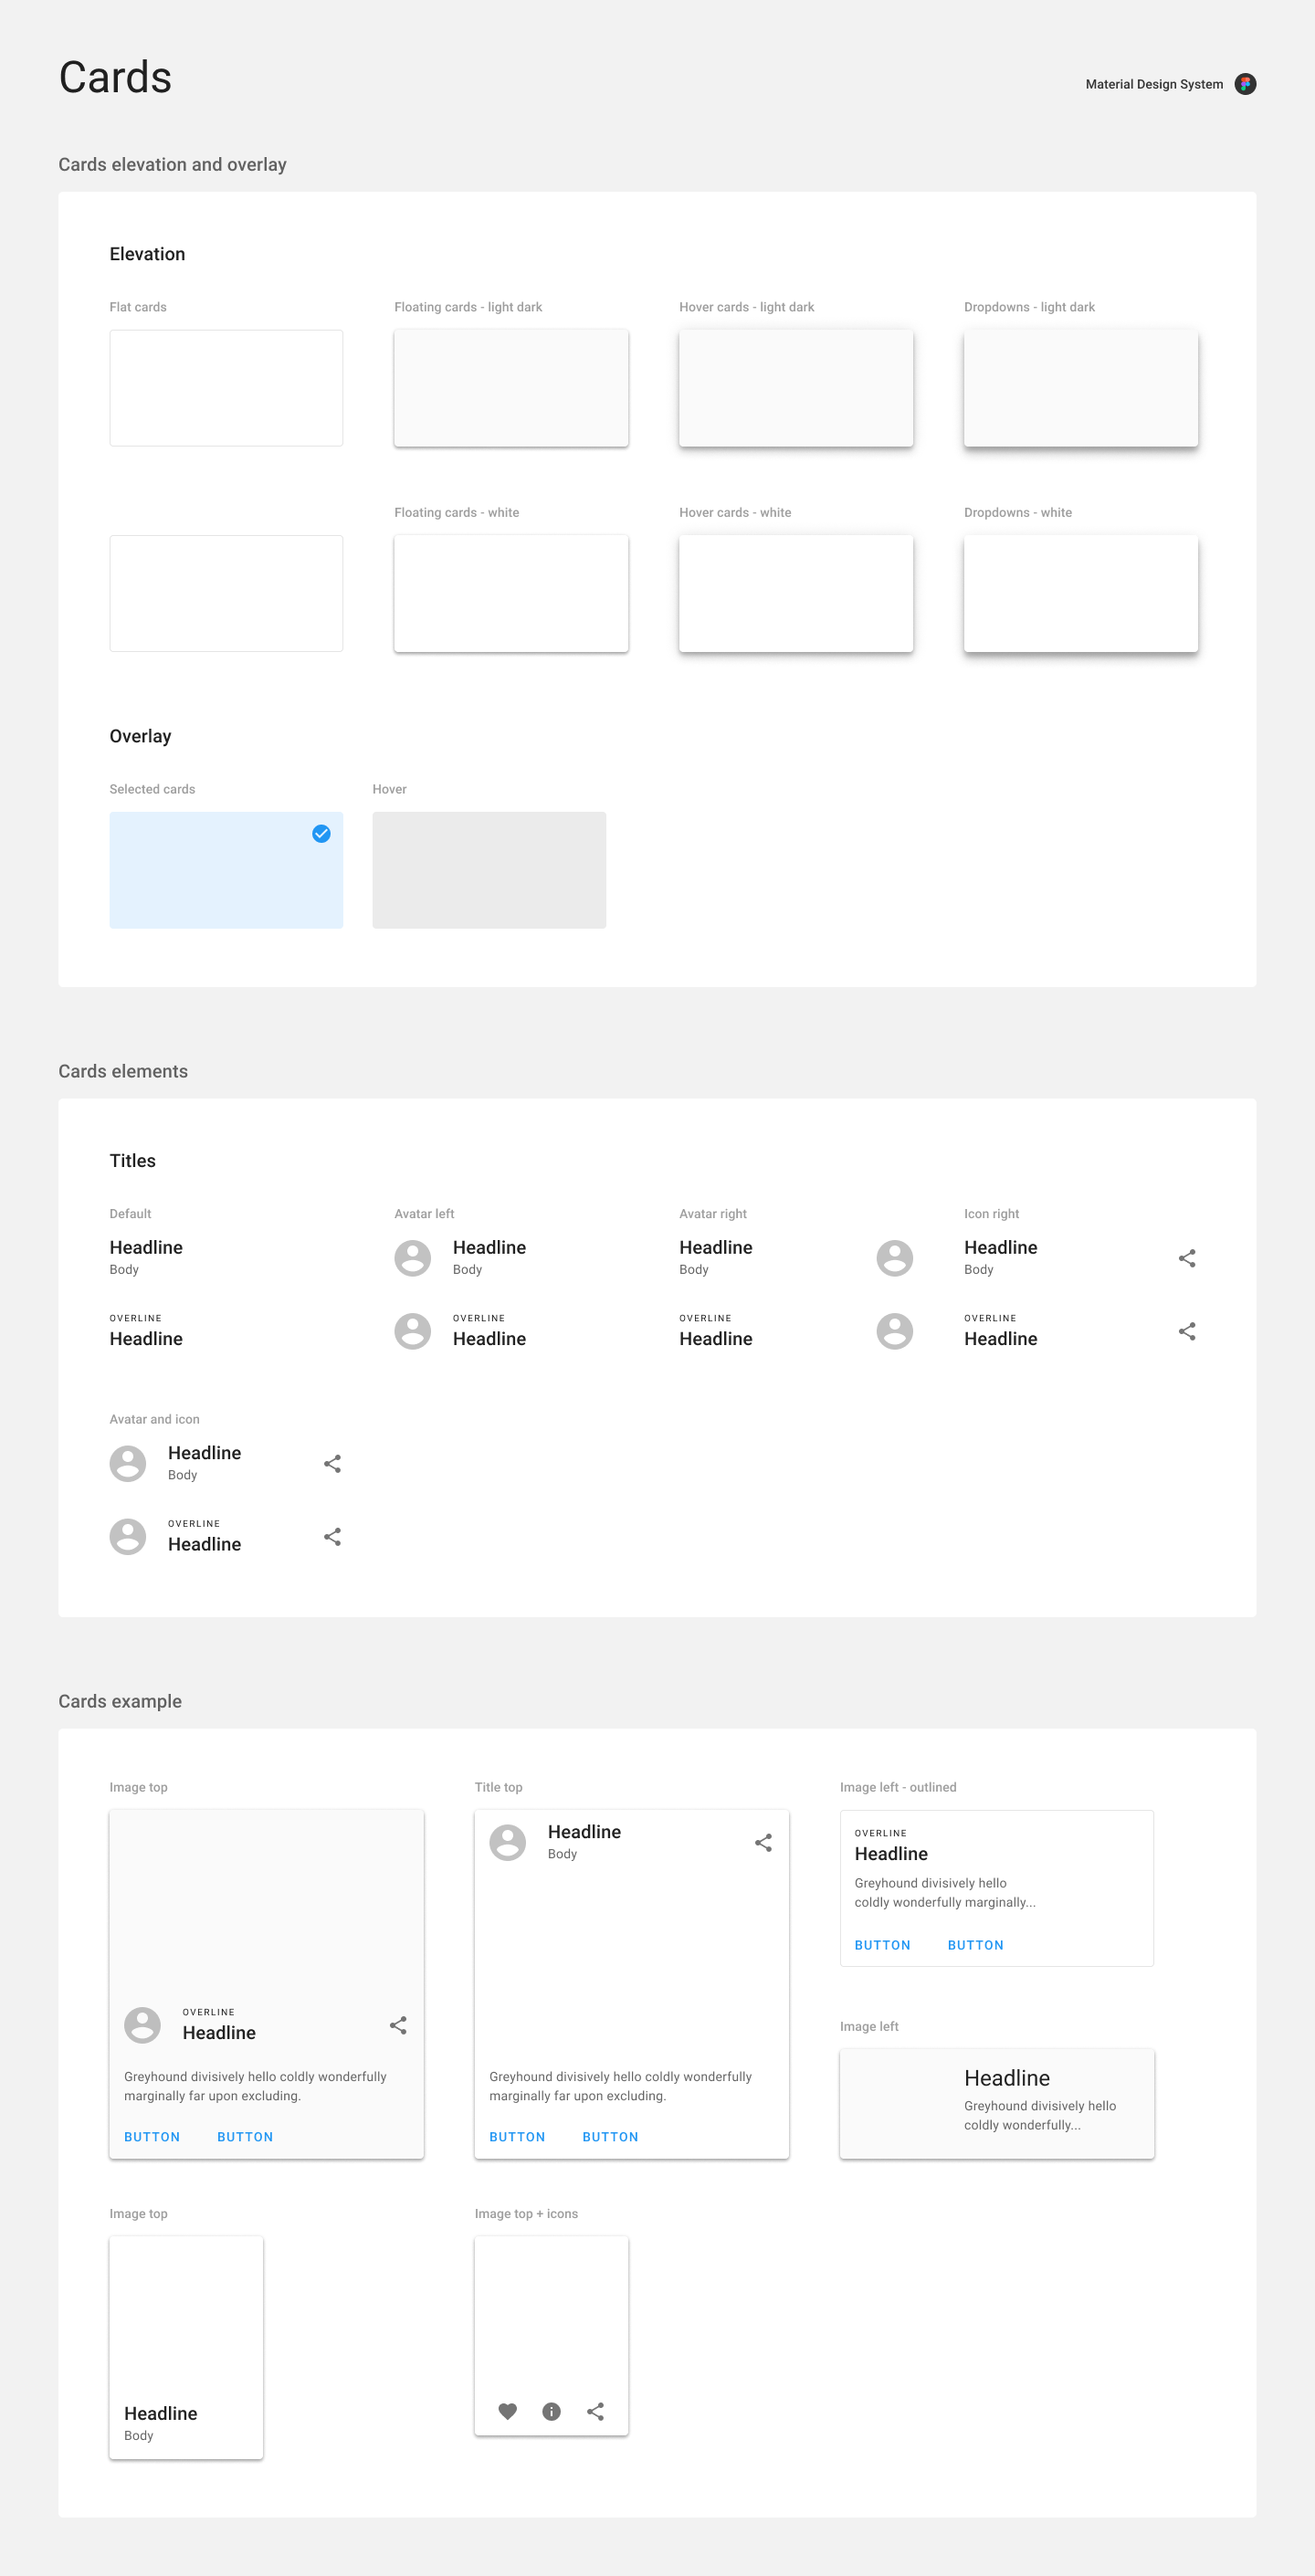 Cards
Material Design System
Cards elevation and overlay
Elevation
Flat cards
Floating cards - light dark
Hover cards - light dark
Dropdowns - light dark
Floating cards - white
Hover cards - white
Dropdowns - white
Overlay
Selected cards
Hover
Cards elements
Titles
Default
Avatar left
Avatar right
Icon right
Headline
Body
Headline
Body
Headline
Body
Headline
Body
OVERLINE
Headline
OVERLINE
Headline
OVERLINE
Headline
OVERLINE
Headline
Avatar and icon
Headline
Body
OVERLINE
Headline
Cards example
Image top
OVERLINE
Headline
Greyhound divisively hello coldly wonderfully
marginally far upon excluding.
BUTTON BUTTON
Title top
Headline
Body
Greyhound divisively hello coldly wonderfully
marginally far upon excluding.
BUTTON BUTTON
Image left - outlined
OVERLINE
Headline
Greyhound divisively hello
coldly wonderfully marginally...
BUTTON BUTTON
Image left
Headline
Greyhound divisively hello
coldly wonderfully...
Image top
Headline
Body
Image top + icons